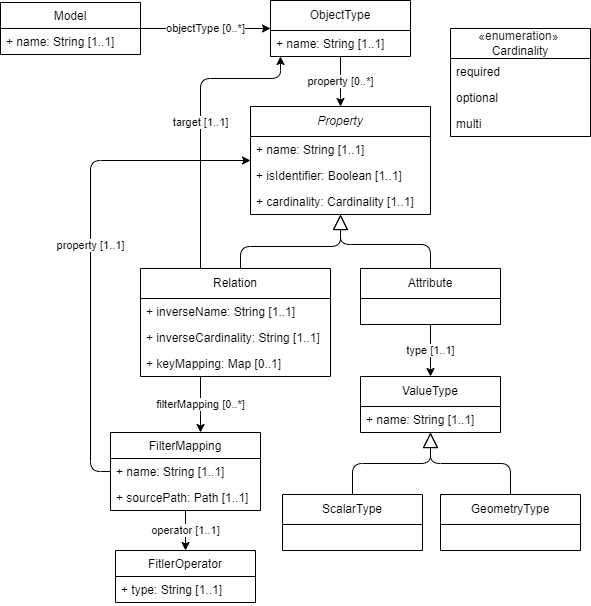 Model
+ name: String [1..1]
objectType [0..*]
ObjectType
+ name: String [1..1]
«enumeration»
Cardinality
required
optional
multi
property [0..*]
target [1..1]
Property
+ name: String [1..1]
+ isIdentifier: Boolean [1..1]
+ cardinality: Cardinality [1..1]
property [1..1]
Relation
+ inverseName: String [1..1]
+ inverseCardinality: String [1..1]
+ keyMapping: Map [0..1]
Attribute
type [1..1]
ValueType
+ name: String [1..1]
filterMapping [0..*]
FilterMapping
+ name: String [1..1]
+ sourcePath: Path [1..1]
ScalarType
GeometryType
operator [1..1]
FitlerOperator
+ type: String [1..1]